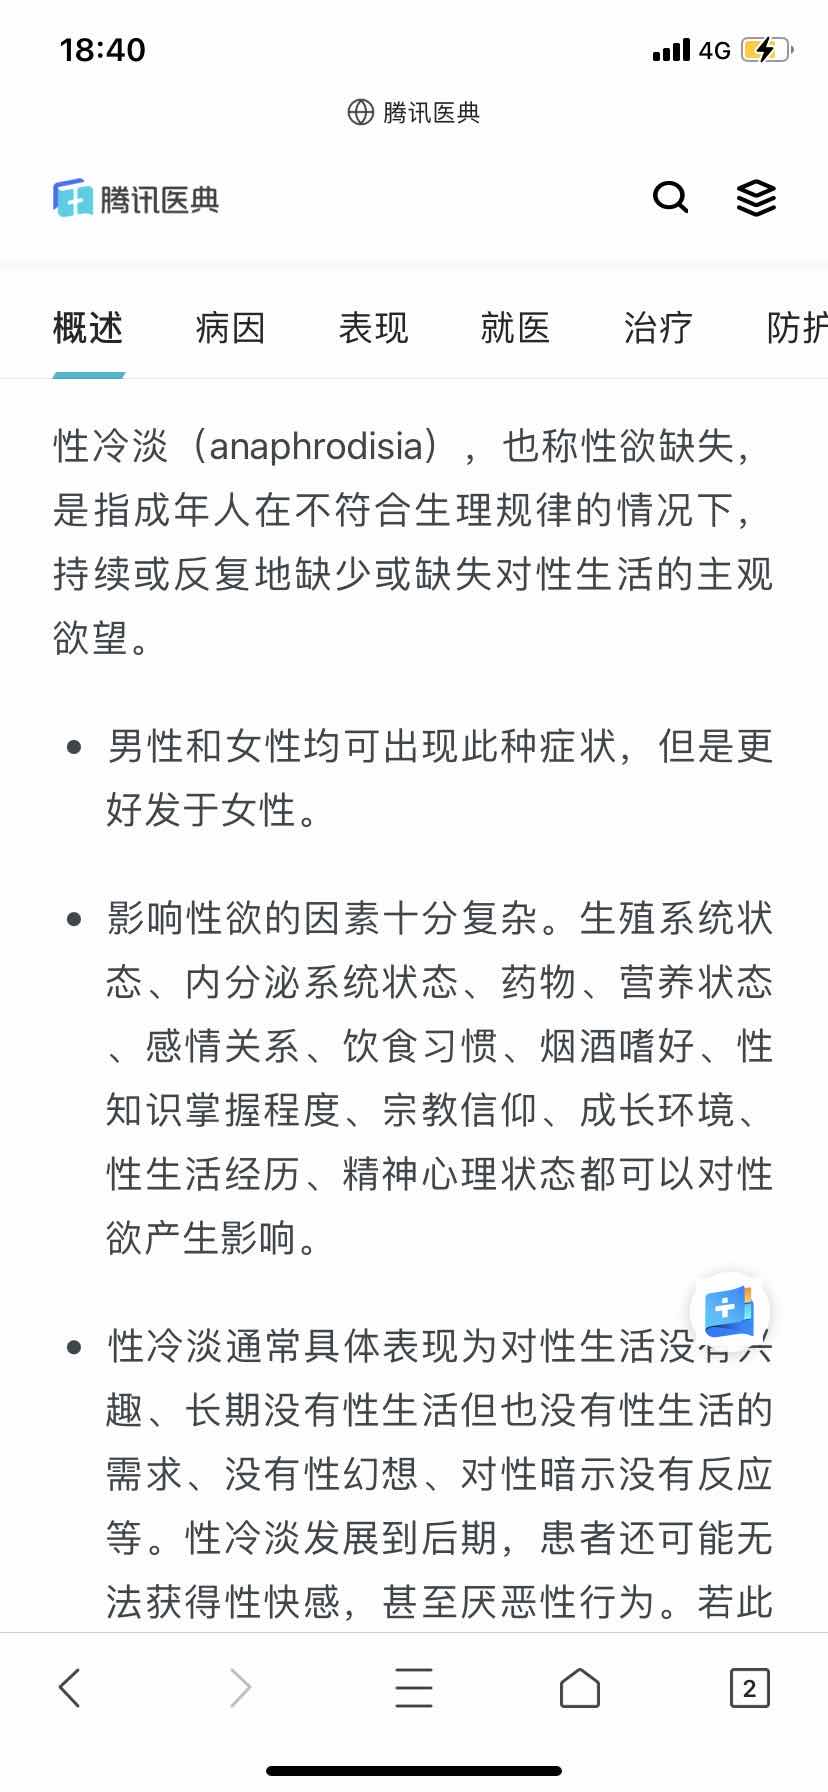 18:40
4G
腾讯医典
腾讯医典
概述 病因 表现 就医 治疗 防护
性冷淡（anaphrodisia），也称性欲缺失，
是指成年人在不符合生理规律的情况下，
持续或反复地缺少或缺失对性生活的主观
欲望。
男性和女性均可出现此种症状，但是更
好发于女性。
影响性欲的因素十分复杂。生殖系统状
态、内分泌系统状态、药物、营养状态
、感情关系、饮食习惯、烟酒嗜好、性
知识掌握程度、宗教信仰、成长环境、
性生活经历、精神心理状态都可以对性
欲产生影响。
性冷淡通常具体表现为对性生活没有兴
趣、长期没有性生活但也没有性生活的
需求、没有性幻想、对性暗示没有反应
等。性冷淡发展到后期，患者还可能无
法获得性快感，甚至厌恶性行为。若此
2